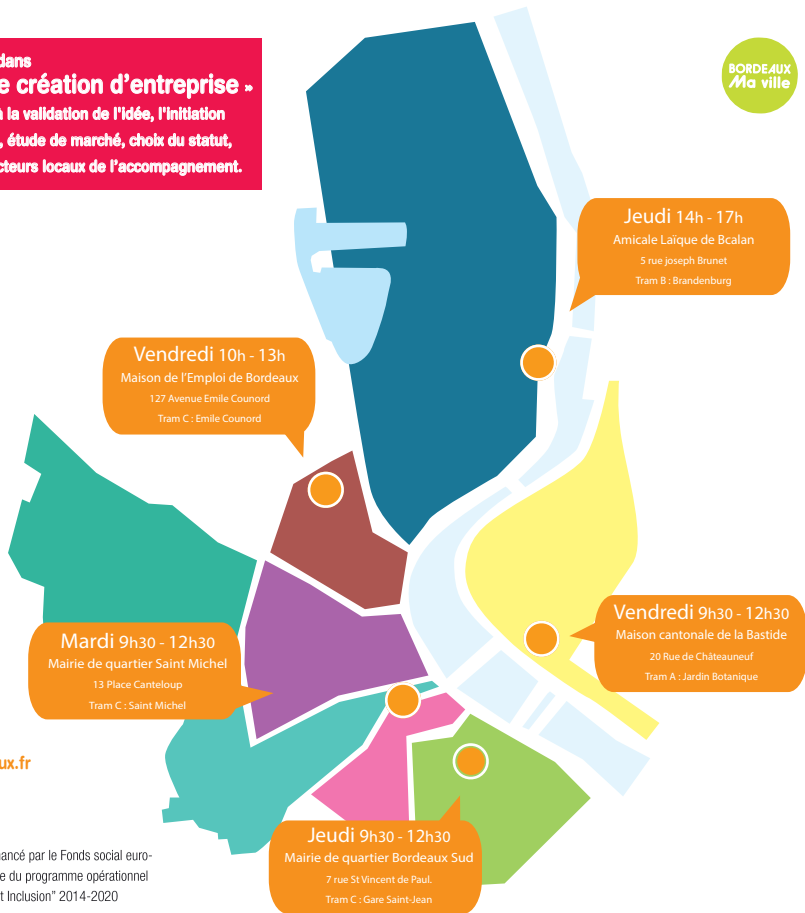 dans
e création d'entreprise »
à la validation de l'idée, l'initiation
, étude de marché, choix du statut,
cteurs locaux de l'accompagnement.
BORDEAUX
Ma ville
Jeudi 14h - 17h
Amicale Laïque de Bcalan
5 rue joseph Brunet
Tram B : Brandenburg
Vendredi 10h - 13h
Maison de l'Emploi de Bordeaux
127 Avenue Emile Counord
Tram C : Emile Counord
Vendredi 9h30 - 12h30
Maison cantonale de la Bastide
20 Rue de Châteauneuf
Tram A : Jardin Botanique
Mardi 9h30 - 12h30
Mairie de quartier Saint Michel
13 Place Canteloup
Tram C : Saint Michel
ux.fr
Jeudi 9h30 - 12h30
Mairie de quartier Bordeaux Sud
7 rue St Vincent de Paul.
Tram C : Gare Saint-Jean
ancé par le Fonds social euro-
e du programme opérationnel
t Inclusion" 2014-2020